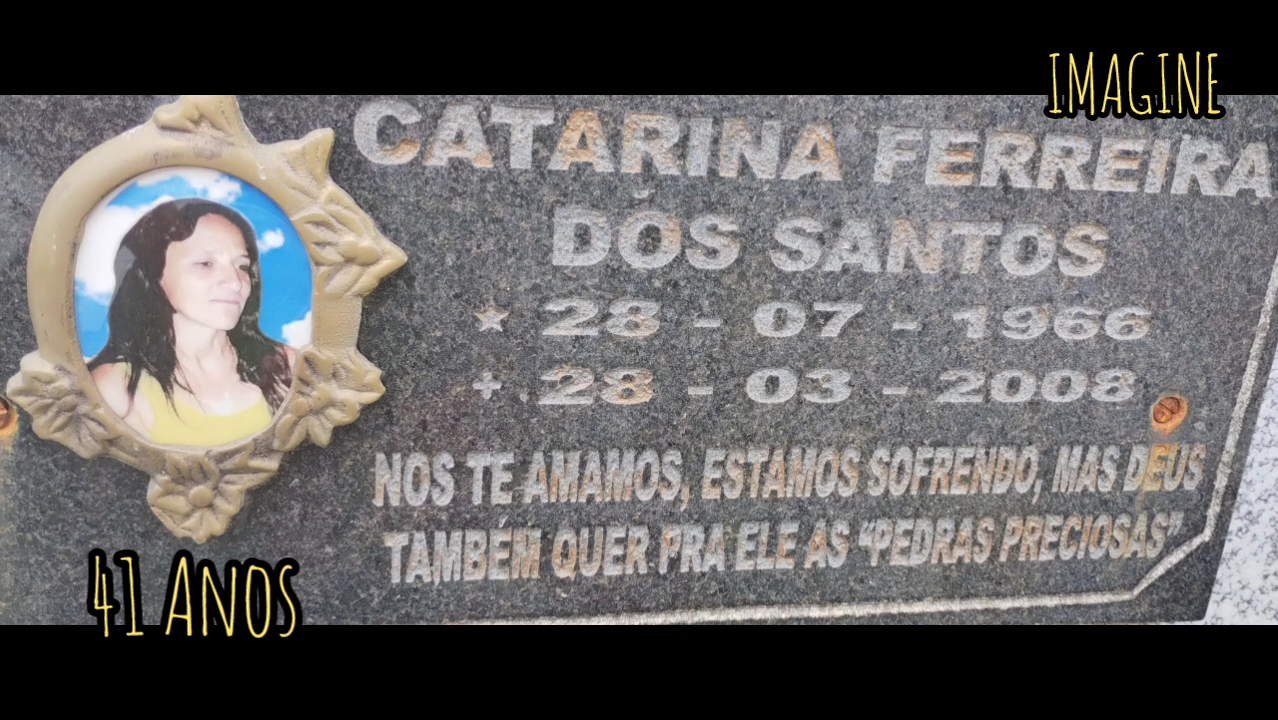 IMAGINE
CATARINA FERREIRA
DOS SANTOS
★ 28 - 07 - 1966
+ 28 - 03 - 2008
NOS TE AMAMOS, ESTAMOS SOFRENDO, MAS DEUS
TAMBÉM QUER PRA ELE AS “PEDRAS PRECIOSAS”
41 ANOS